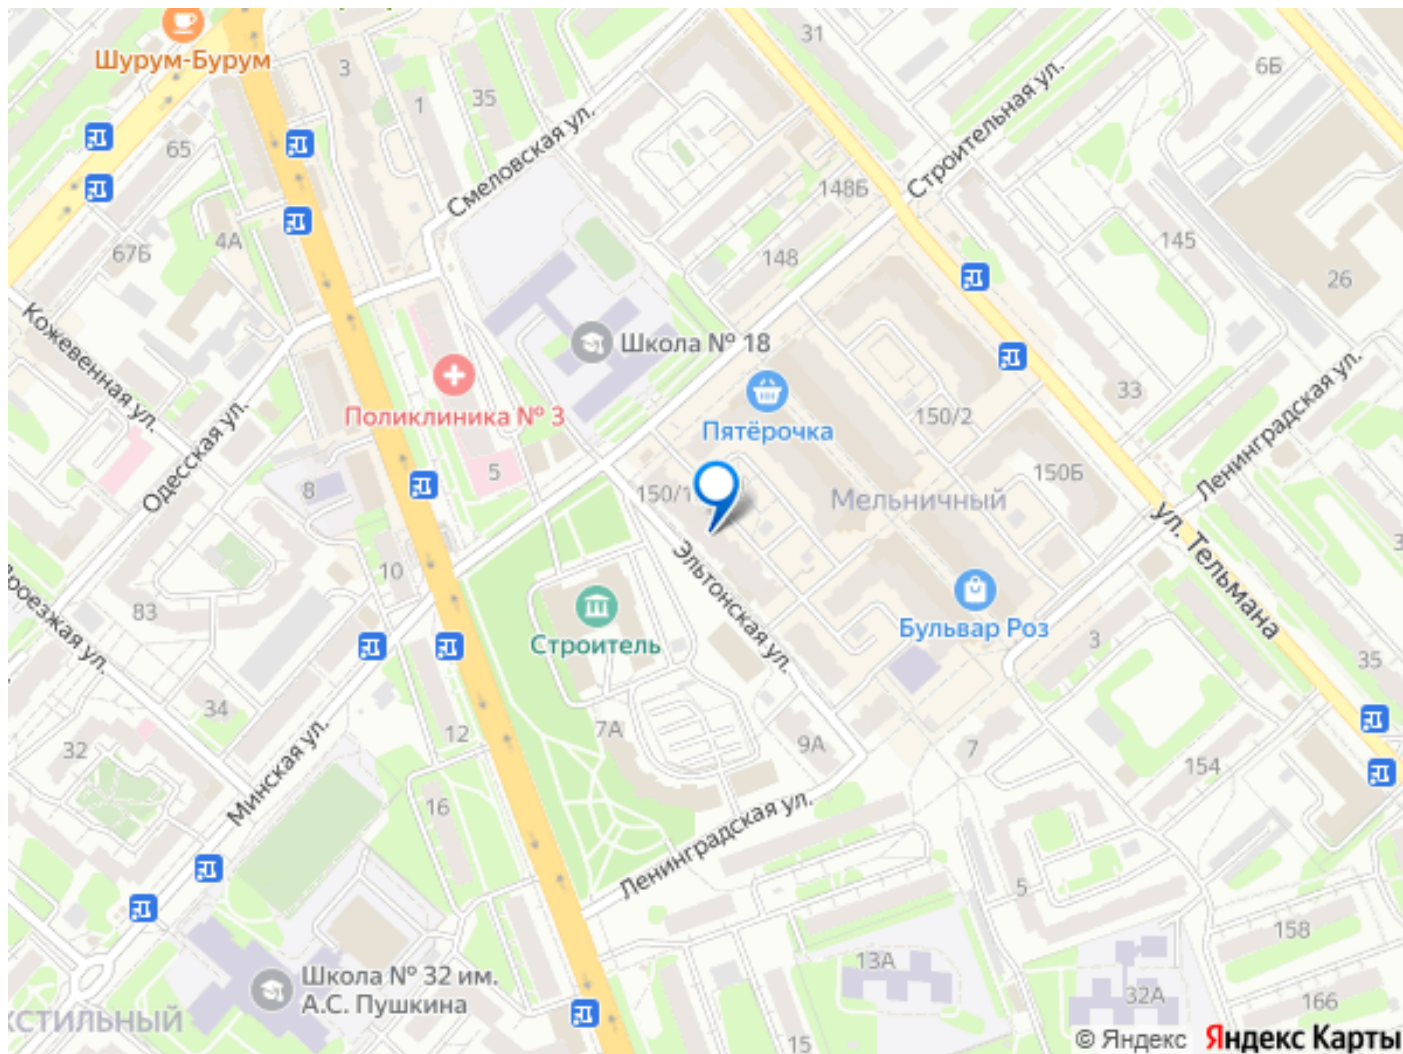 31
6Б
Шурум-Бурум
3
1
35
Строительная ул.
Смеловская ул.
65
148Б
4А
67Б
148
145
26
Кожевенная ул.
Школа № 18
33
Ленинградская ул.
Поликлиника № 3
Пятёрочка
150/2
Одесская ул.
5
8
150/1
Мельничный
150Б
ул. Тельмана
10
Эльтонская ул.
83
Строитель
Бульвар Роз
3
35
34
12
7А
9А
7
32
154
Минская ул.
16
Ленинградская ул.
5
158
13А
Школа № 32 им.
А.С. Пушкина
32А
166
15
© Яндекс
Яндекс Карты